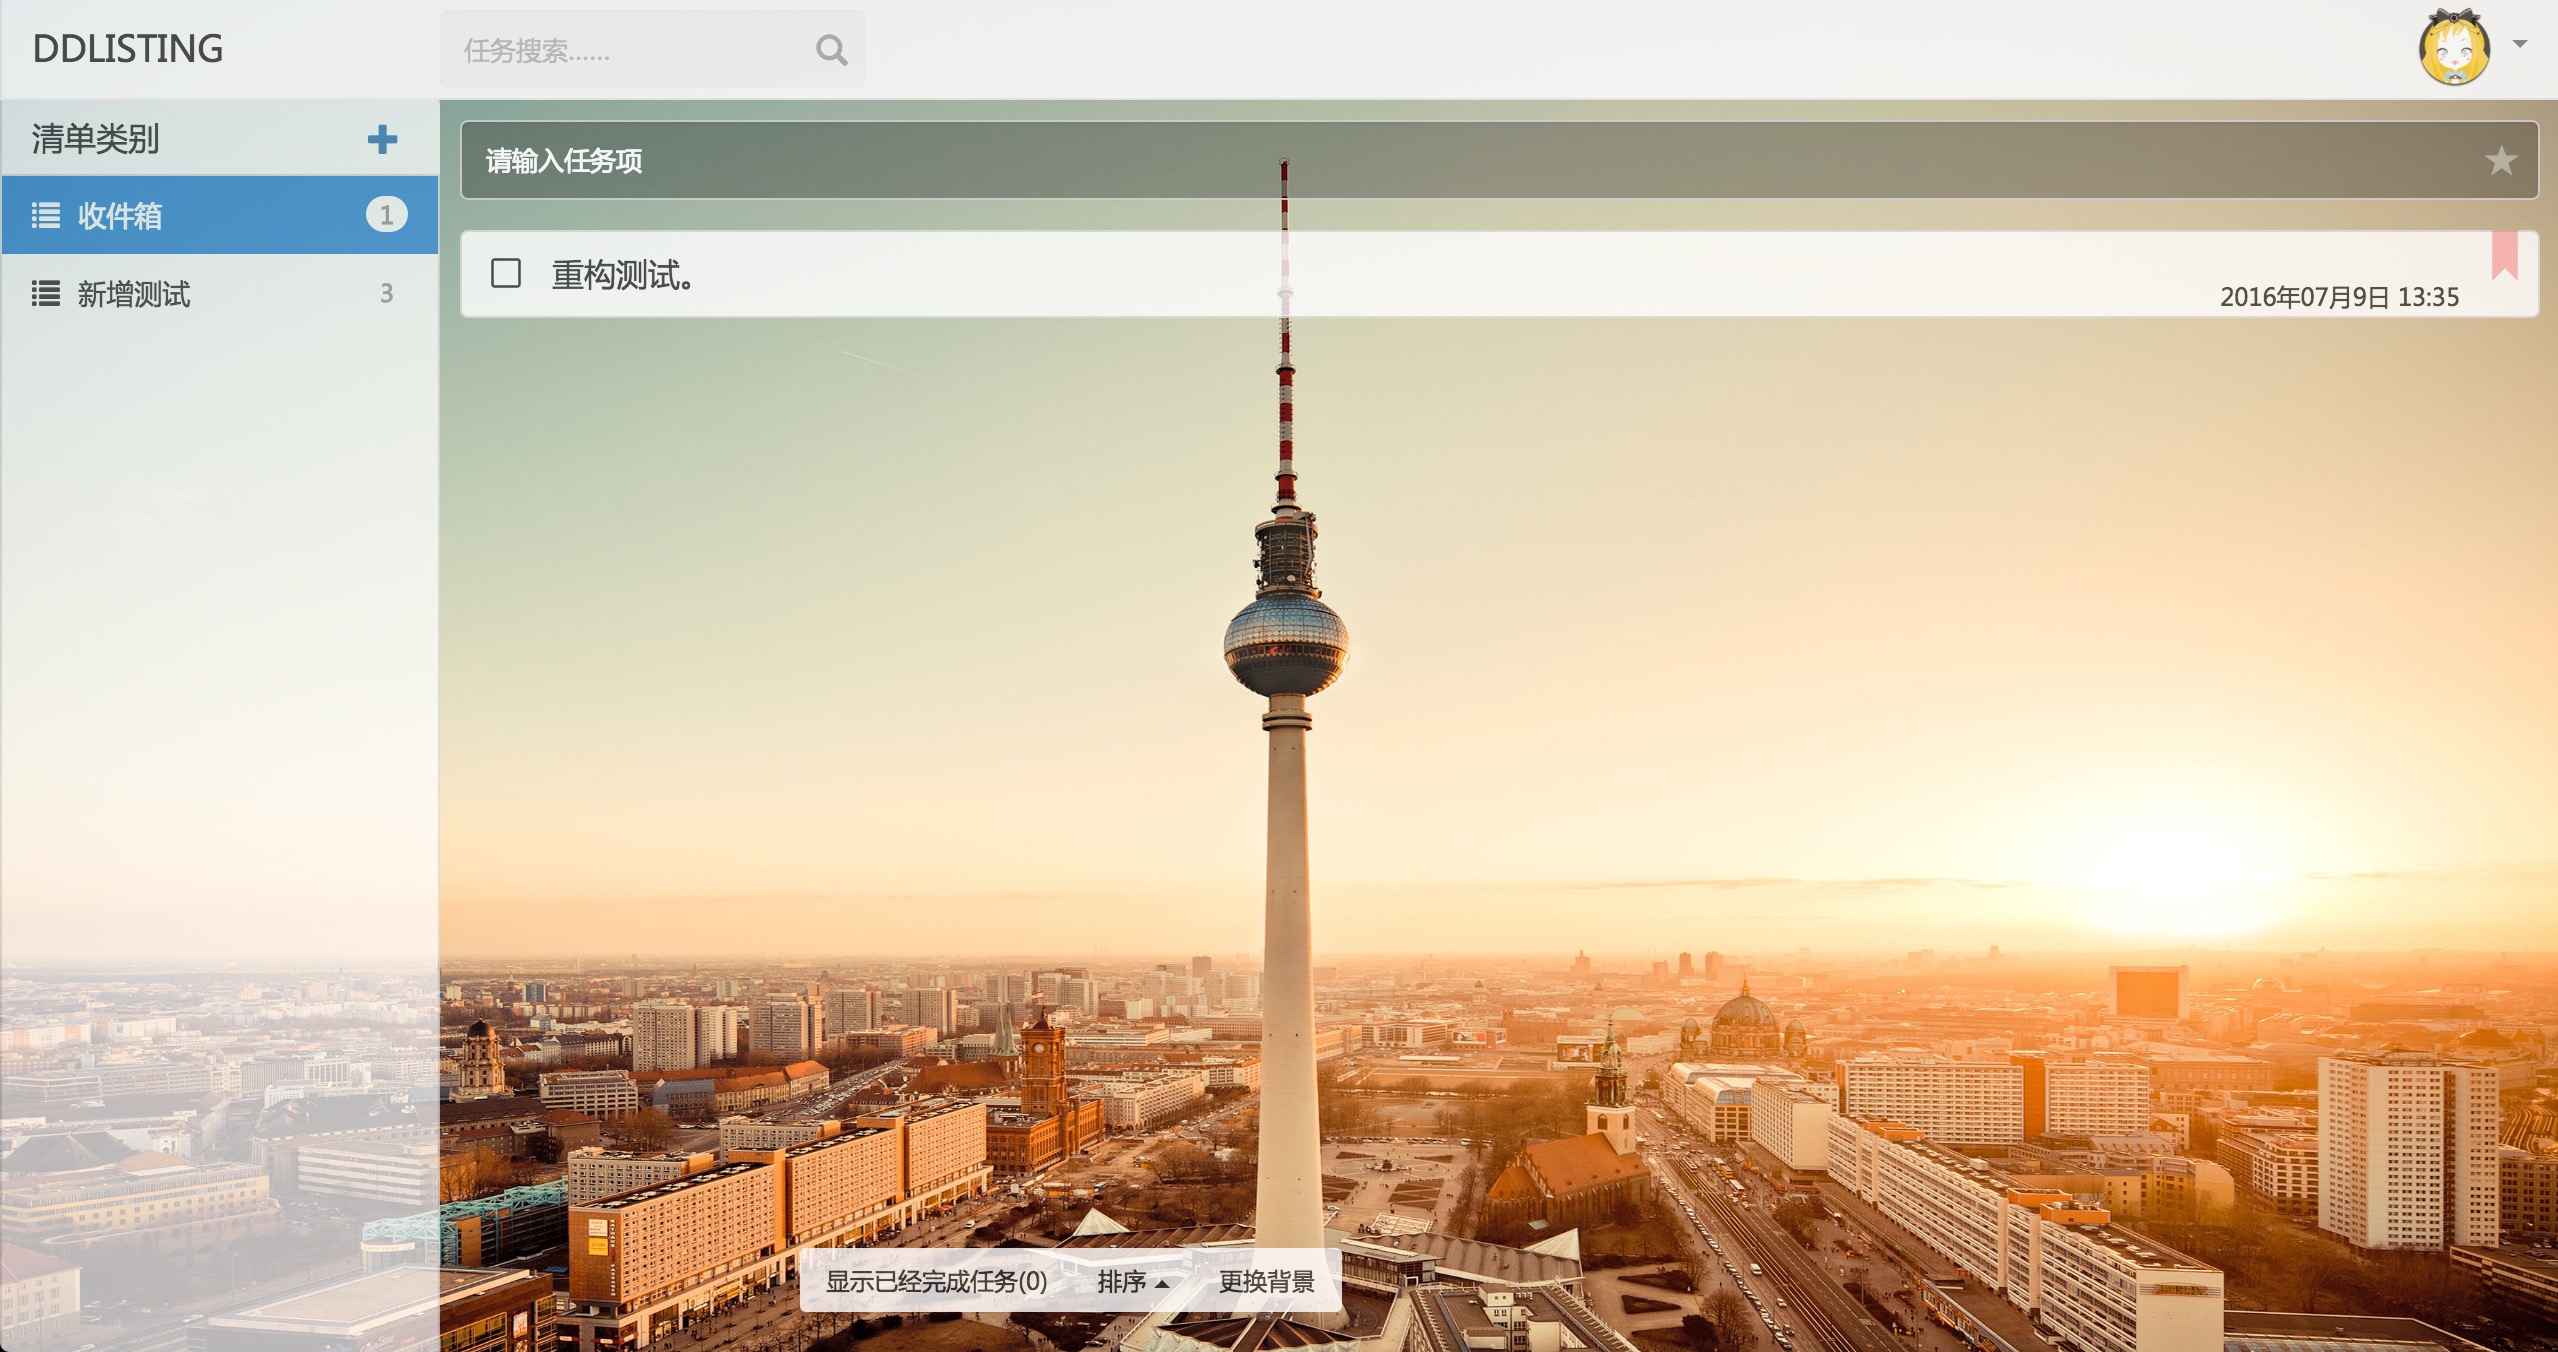 DDLISTING
任务搜索......
清单类别
收件箱 1
新增测试 3
请输入任务项
重构测试。
2016年07月9日 13:35
显示已经完成任务(0) 排序 更换背景